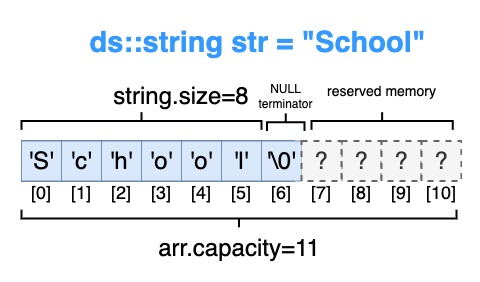 ds::string str = "School"
string.size=8
NULL
terminator
reserved memory
'S' 'c' 'h' 'o' 'o' 'l' '\0' ? ? ? ?
[0] [1] [2] [3] [4] [5] [6] [7] [8] [9] [10]
arr.capacity=11